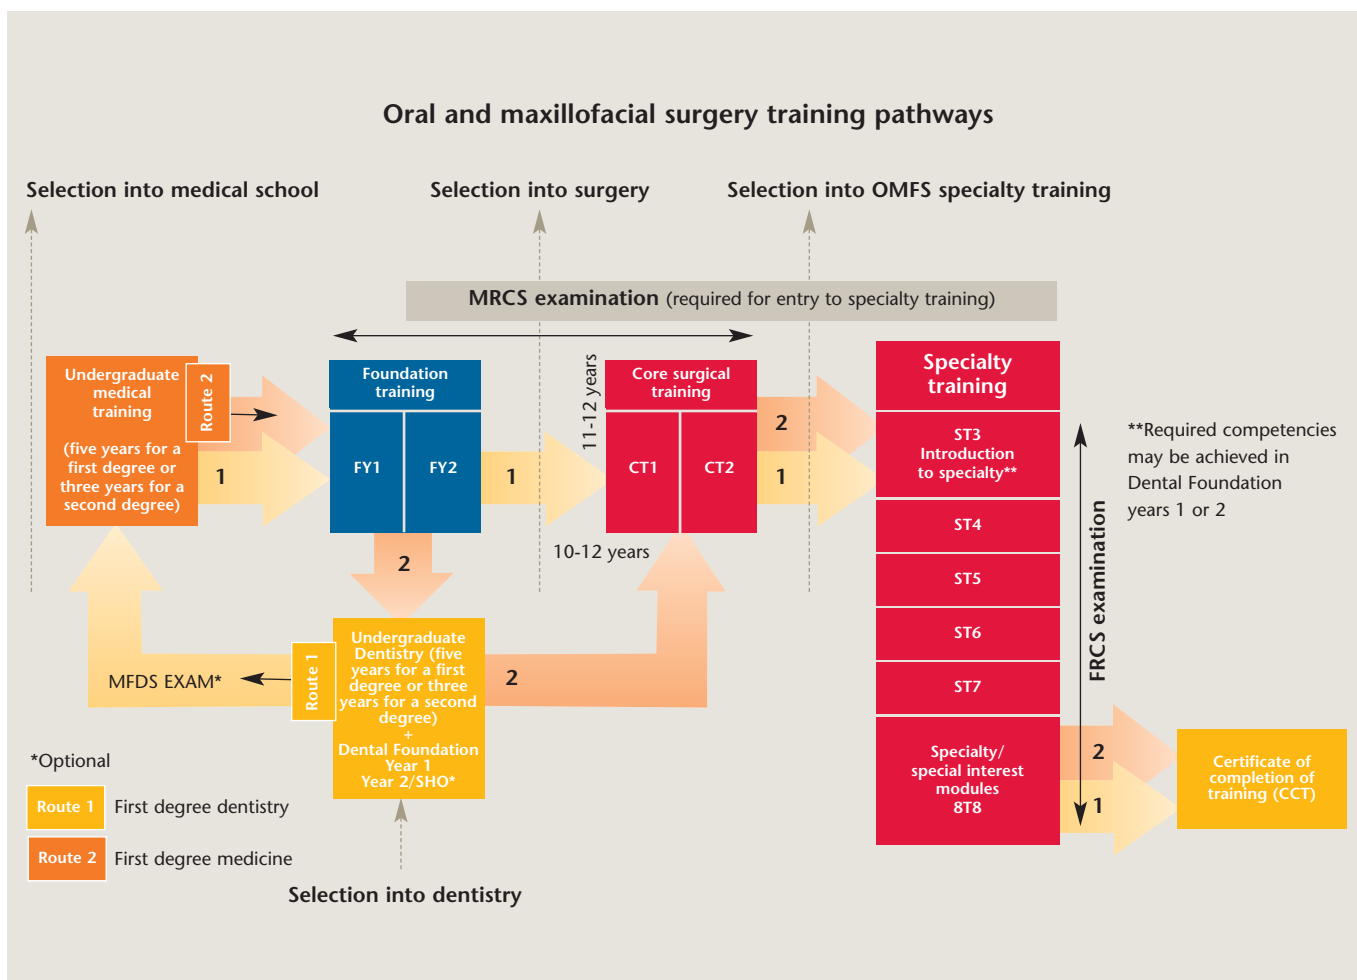 Oral and maxillofacial surgery training pathways
Selection into medical school
Selection into surgery
Selection into OMFS specialty training
MRCS examination (required for entry to specialty training)
Undergraduate
medical
training
(five years for a
first degree or
three years for a
second degree)
Route 2
1
Foundation
training
FY1
FY2
1
11-12 years
Core surgical
training
CT1
CT2
2
1
Specialty
training
ST3
Introduction
to specialty**
ST4
ST5
ST6
ST7
Specialty/
special interest
modules
8T8
FRCS examination
**Required competencies
may be achieved in
Dental Foundation
years 1 or 2
10-12 years
2
Undergraduate
Dentistry (five
years for a first
degree or three
years for a second
degree)
+
Dental Foundation
Year 1
Year 2/SHO*
Route 1
MFDS EXAM*
2
2
1
Certificate of
completion of
training (CCT)
*Optional
Route 1 First degree dentistry
Route 2 First degree medicine
Selection into dentistry